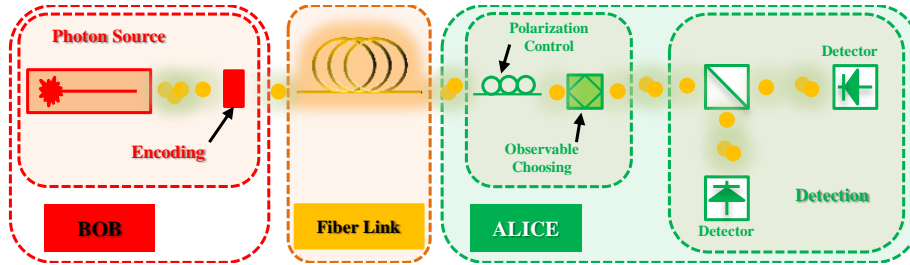 Photon Source
Encoding
BOB
Fiber Link
Polarization
Control
Observable
Choosing
ALICE
Detector
Detector
Detection